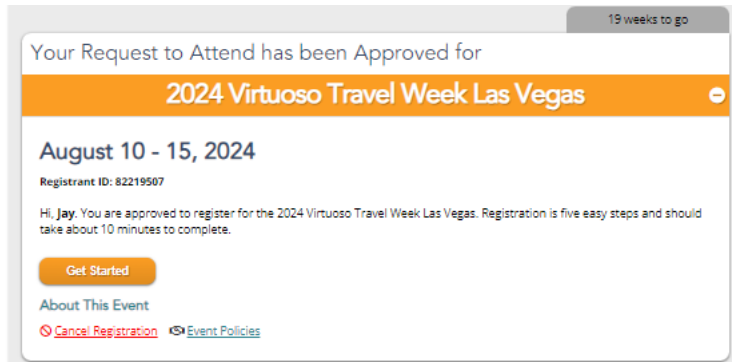 19 weeks to go
Your Request to Attend has been Approved for
2024 Virtuoso Travel Week Las Vegas
August 10 - 15, 2024
Registrant ID: 82219507
Hi, Jay. You are approved to register for the 2024 Virtuoso Travel Week Las Vegas. Registration is five easy steps and should
take about 10 minutes to complete.
Get Started
About This Event
Cancel Registration Event Policies